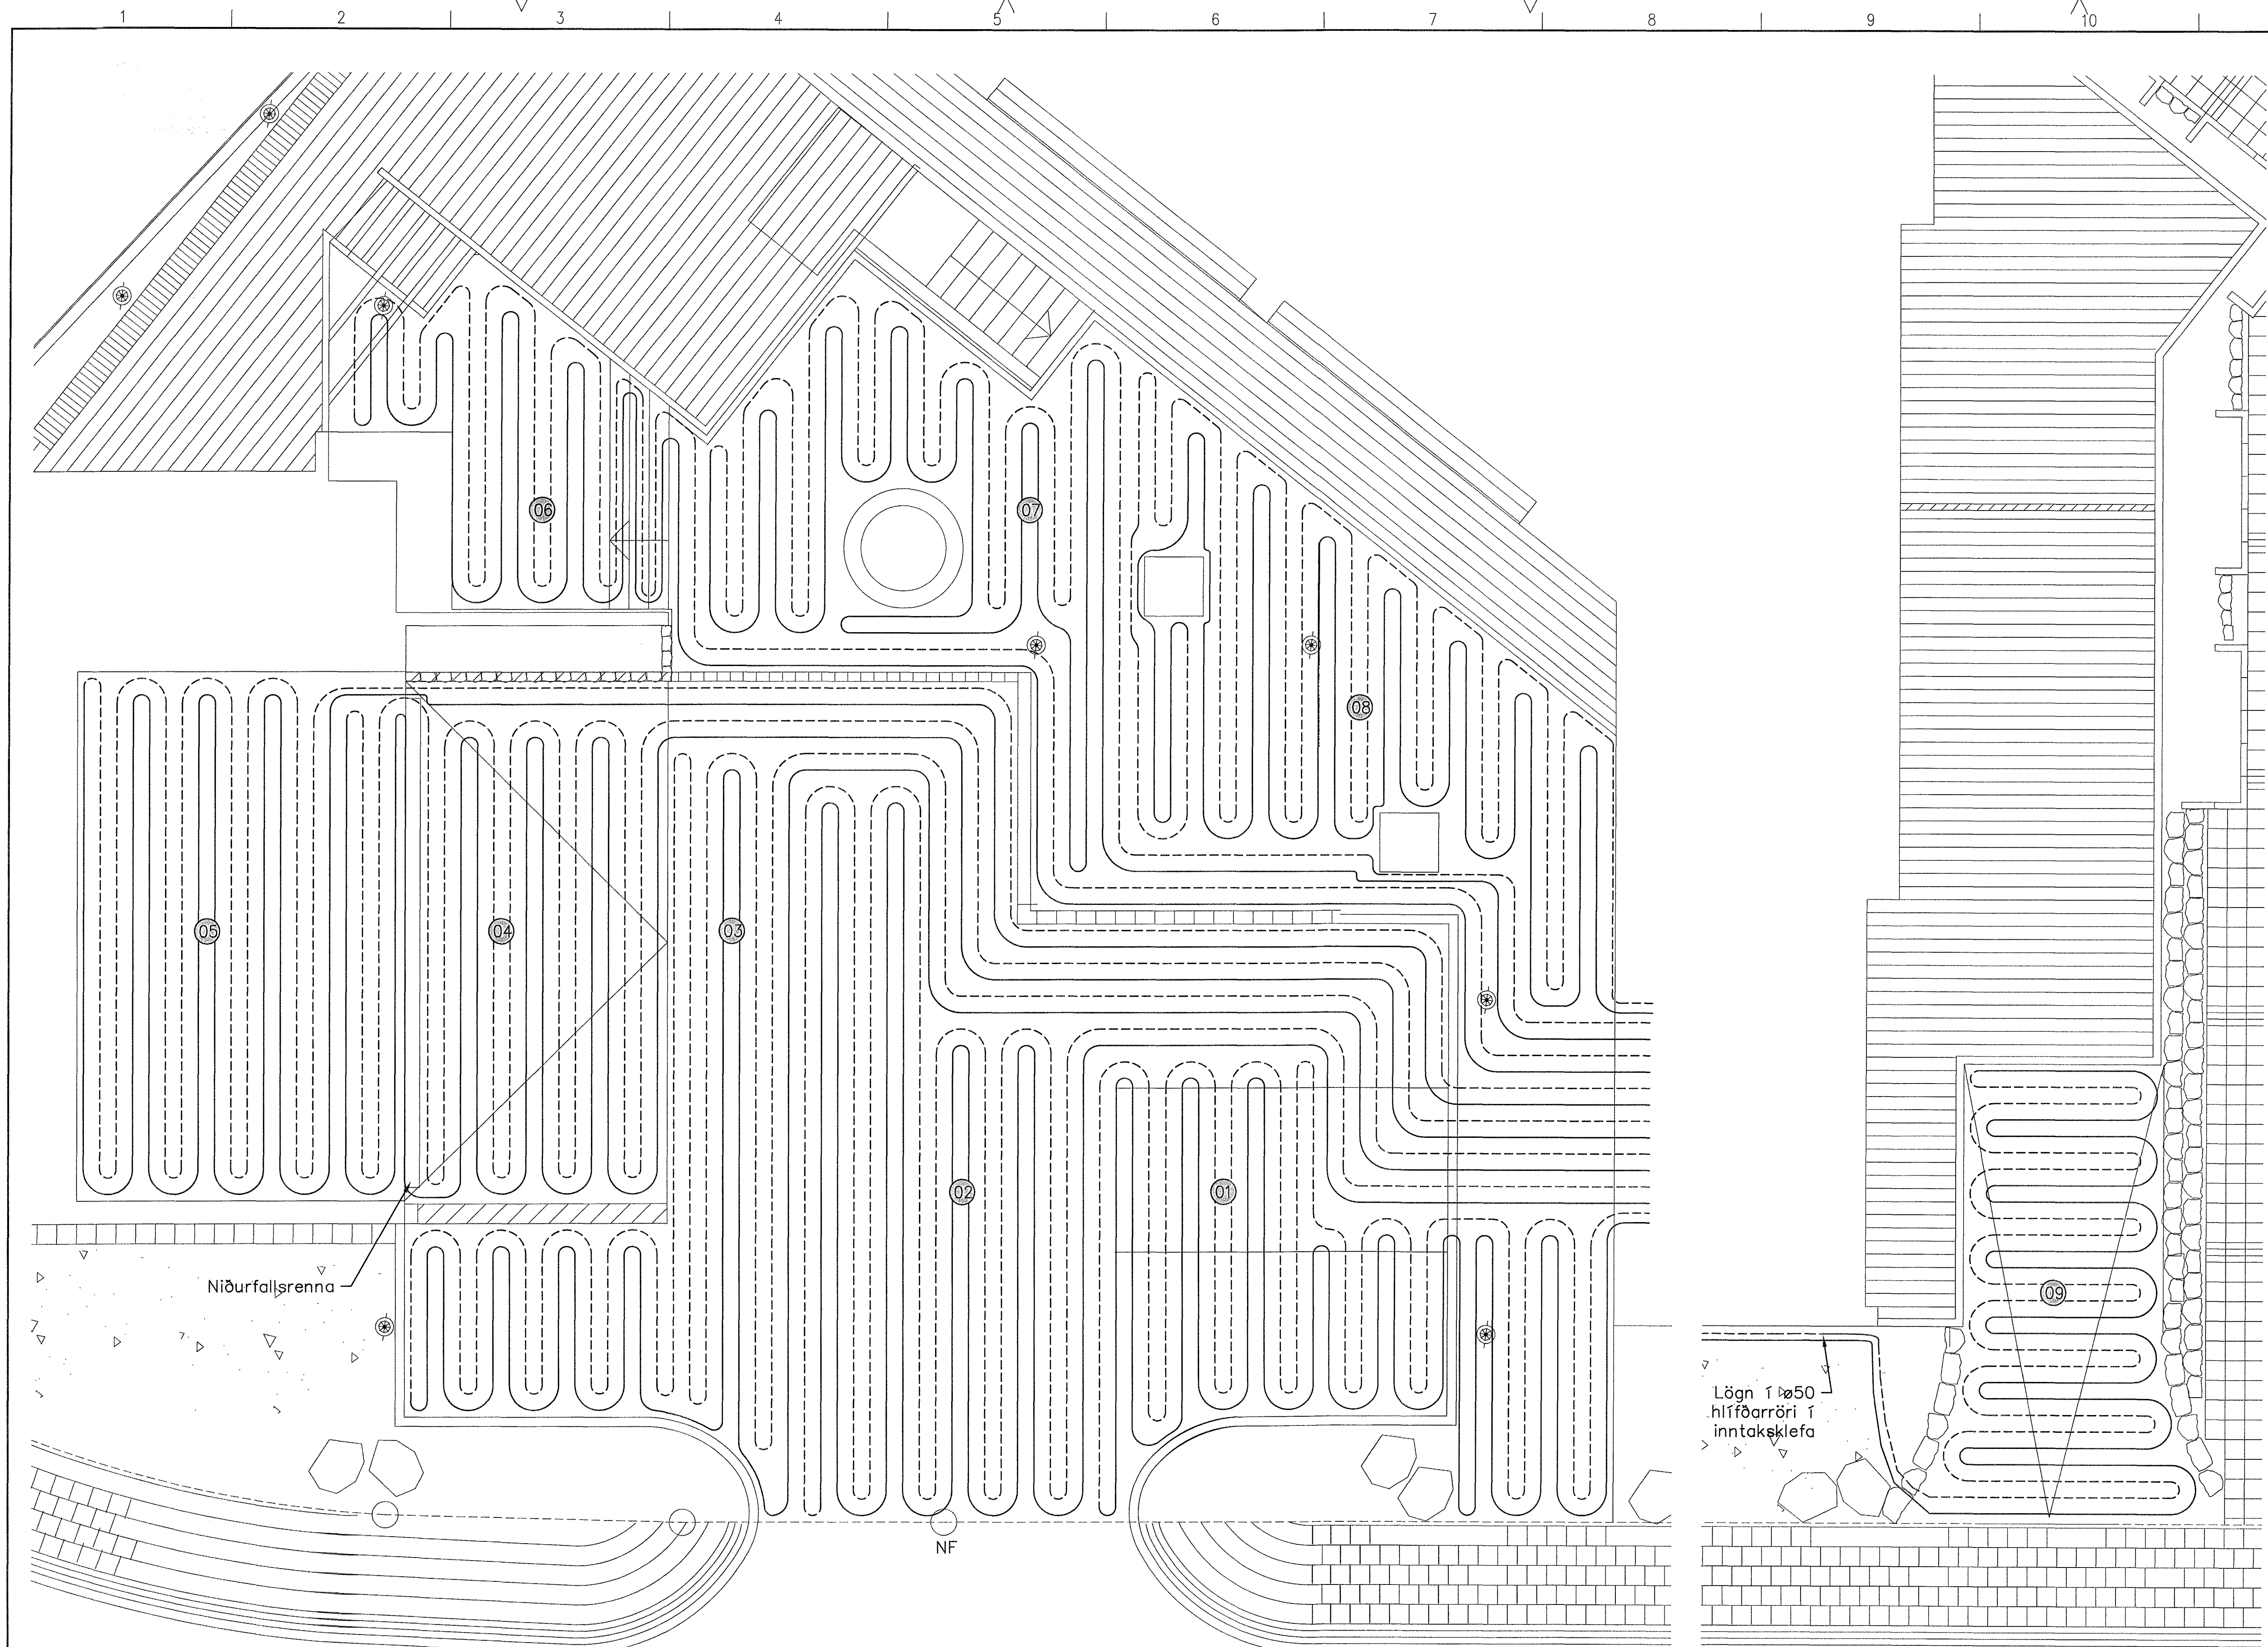 1 2 3 4 5 6 7 8 9 10
06
07
08
05
04
03
02
01
09
Niðurfallsrenna
Lögn í ø50
hlífðarröri í
inntaksklefa
NF